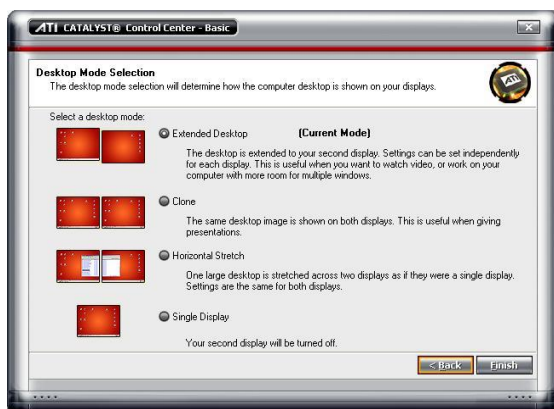 ATI CATALYST® Control Center - Basic
Desktop Mode Selection
The desktop mode selection will determine how the computer desktop is shown on your displays.
ATI
Select a desktop mode:
Extended Desktop (Current Mode)
The desktop is extended to your second display. Settings can be set independently
for each display. This is useful when you want to watch video, or work on your
computer with more room for multiple windows.
Clone
The same desktop image is shown on both displays. This is useful when giving
presentations.
Horizontal Stretch
One large desktop is stretched across two displays as if they were a single display.
Settings are the same for both displays.
Single Display
Your second display will be turned off.
< Back Finish